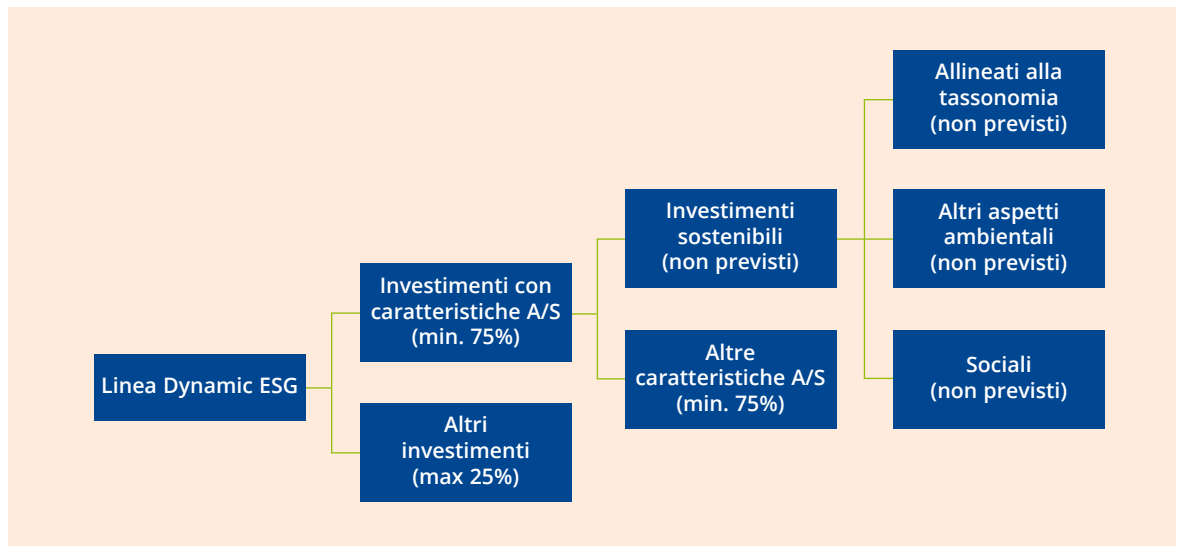 Linea Dynamic ESG
Investimenti con
caratteristiche A/S
(min. 75%)
Altri
investimenti
(max 25%)
Investimenti
sostenibili
(non previsti)
Altre
caratteristiche A/S
(min. 75%)
Allineati alla
tassonomia
(non previsti)
Altri aspetti
ambientali
(non previsti)
Sociali
(non previsti)